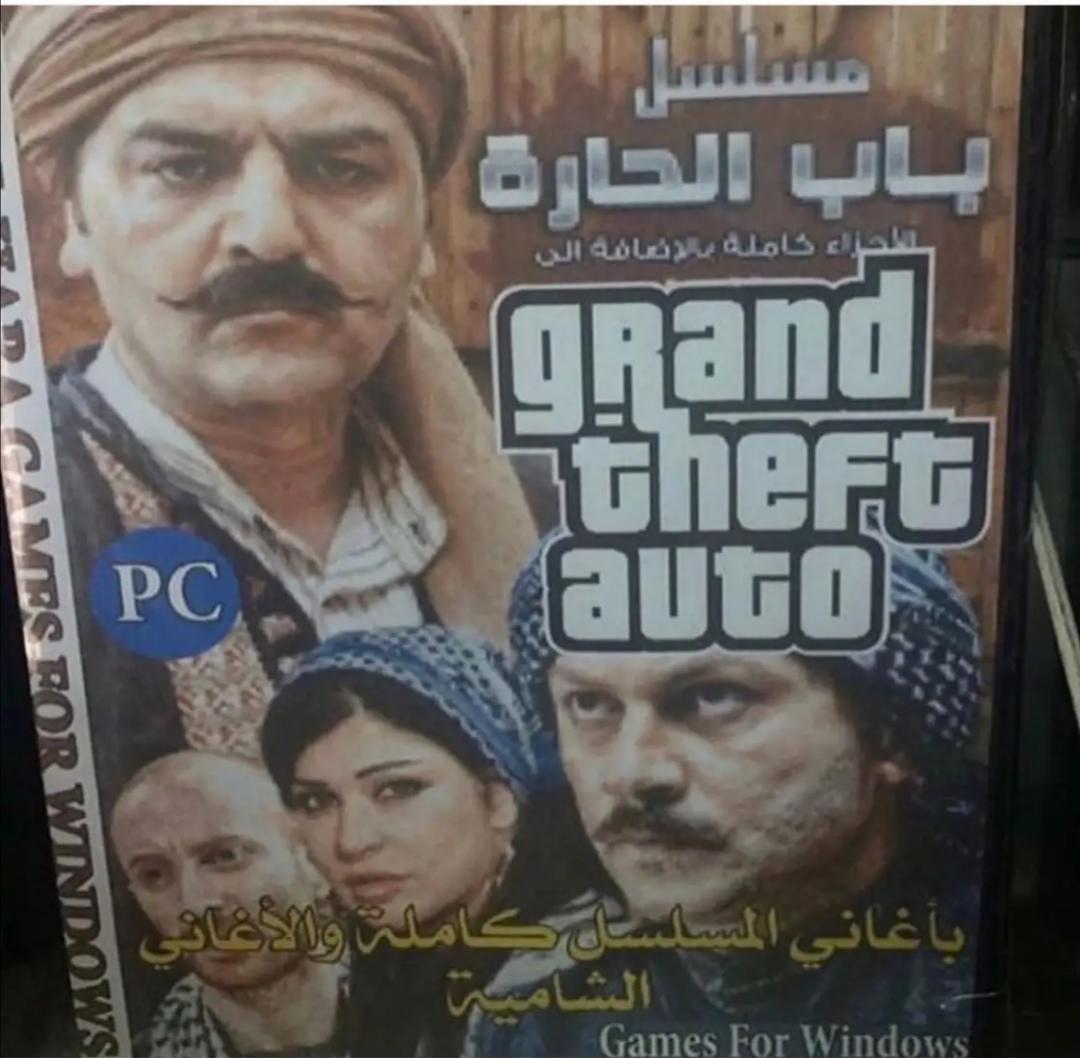 مسلسل
باب الحارة
الأجزاء كاملة بالإضافة الى
grand
theft
auto
PC
بأغاني المسلسل كاملة والأغاني
الشامية
Games For Windows
GAMES FOR WINDOWS